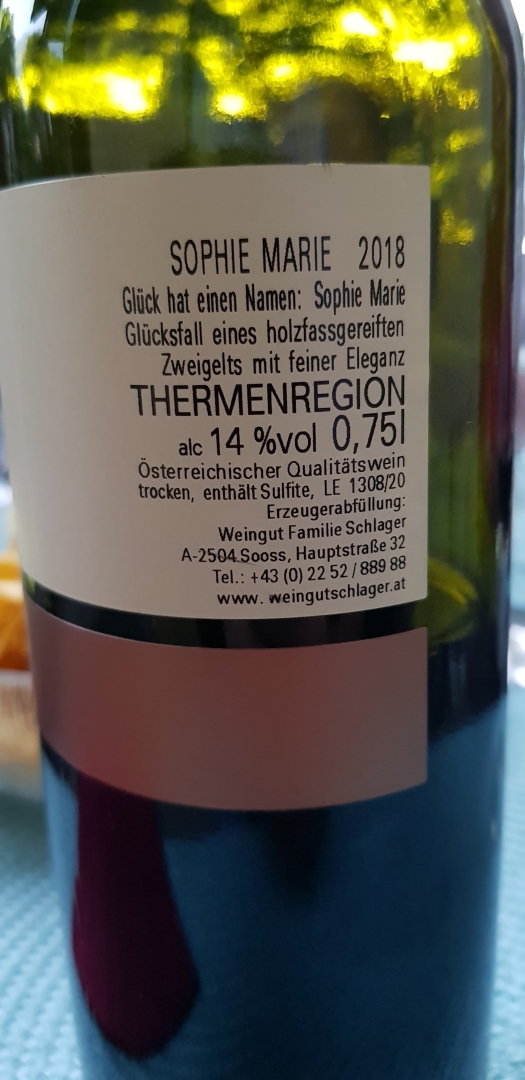 SOPHIE MARIE 2018
Glück hat einen Namen: Sophie Marie
Glücksfall eines holzfassgereiften
Zweigelts mit feiner Eleganz
THERMENREGION
alc 14 %vol 0,75l
Österreichischer Qualitätswein
trocken, enthält Sulfite, LE 1308/20
Erzeugerabfüllung:
Weingut Familie Schlager
A-2504 Sooss, Hauptstraße 32
Tel.: +43 (0) 22 52 / 889 88
www. weingutschlager.at